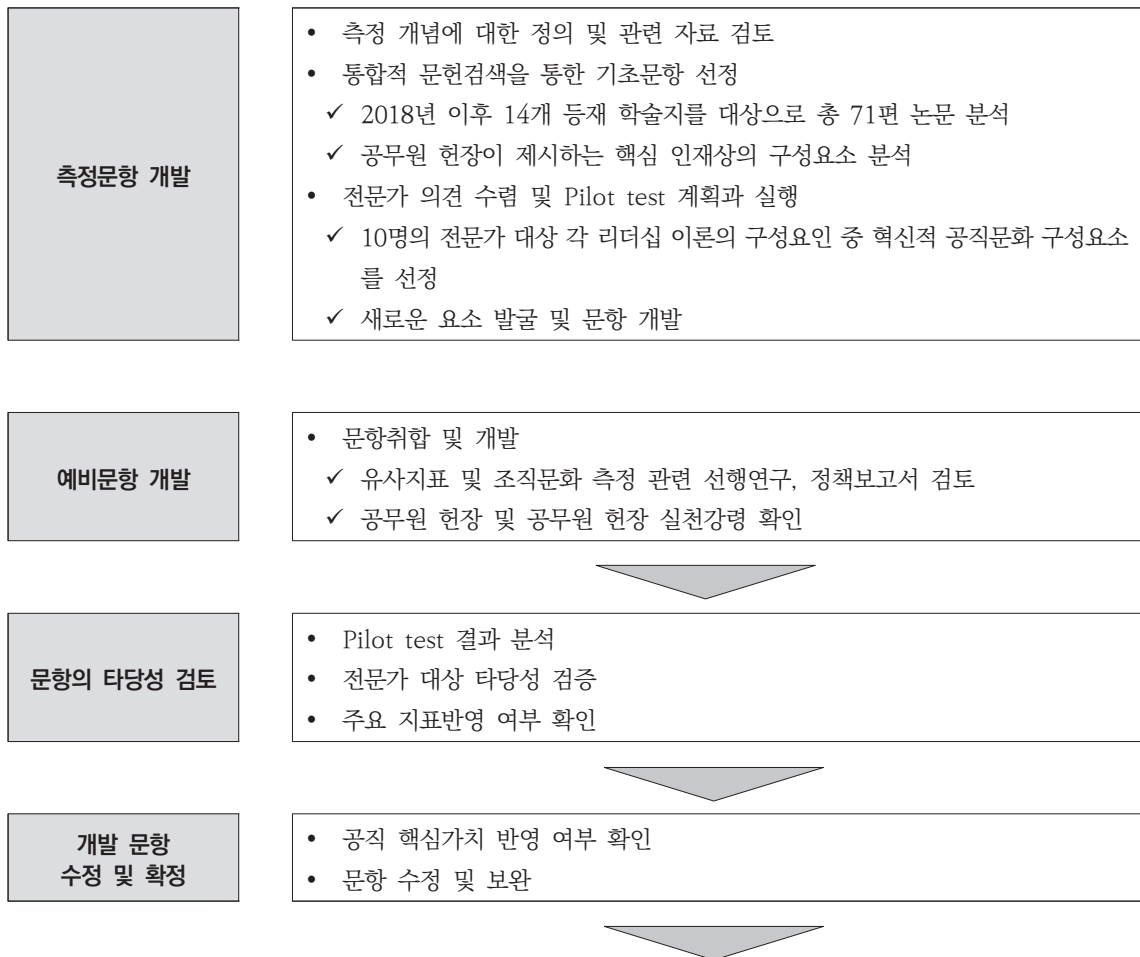 측정문항 개발
• 측정 개념에 대한 정의 및 관련 자료 검토
• 통합적 문헌검색을 통한 기초문항 선정
✓ 2018년 이후 14개 등재 학술지를 대상으로 총 71편 논문 분석
✓ 공무원 헌장이 제시하는 핵심 인재상의 구성요소 분석
• 전문가 의견 수렴 및 Pilot test 계획과 실행
✓ 10명의 전문가 대상 각 리더십 이론의 구성요인 중 혁신적 공직문화 구성요소
를 선정
✓ 새로운 요소 발굴 및 문항 개발
예비문항 개발
• 문항취합 및 개발
✓ 유사지표 및 조직문화 측정 관련 선행연구, 정책보고서 검토
✓ 공무원 헌장 및 공무원 헌장 실천강령 확인
문항의 타당성 검토
• Pilot test 결과 분석
• 전문가 대상 타당성 검증
• 주요 지표반영 여부 확인
개발 문항
수정 및 확정
• 공직 핵심가치 반영 여부 확인
• 문항 수정 및 보완